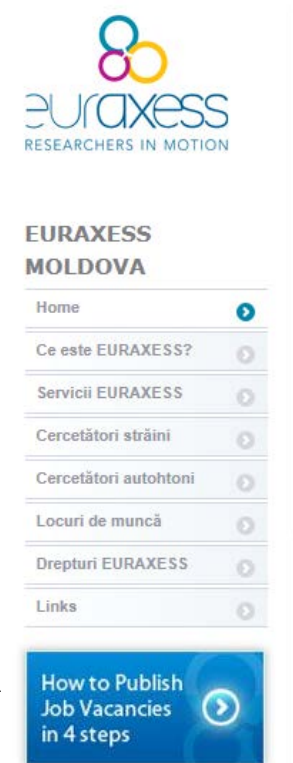 euraxess
RESEARCHERS IN MOTION
EURAXESS
MOLDOVA
Home
Ce este EURAXESS?
Servicii EURAXESS
Cercetători străini
Cercetători autohtoni
Locuri de muncă
Drepturi EURAXESS
Links
How to Publish
Job Vacancies
in 4 steps